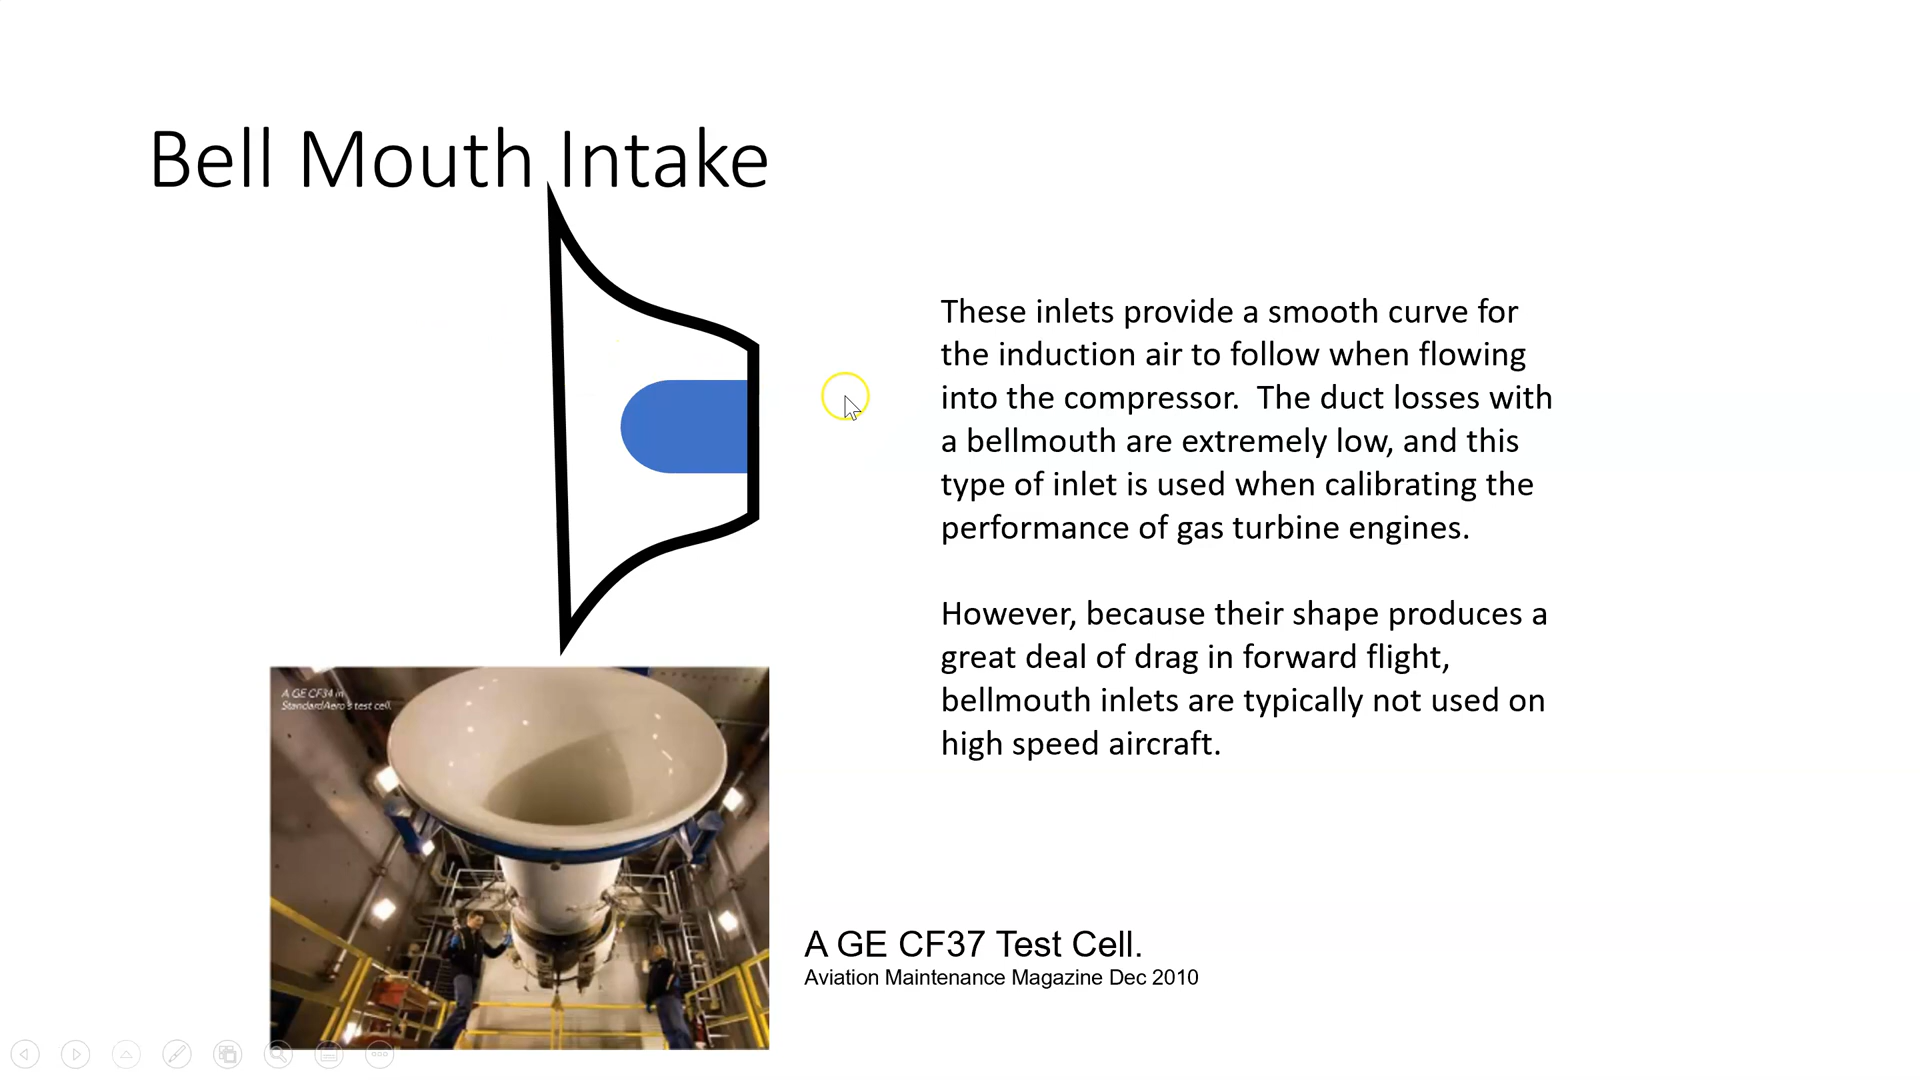 Bell Mouth Intake
These inlets provide a smooth curve for
the induction air to follow when flowing
into the compressor.  The duct losses with
a bellmouth are extremely low, and this
type of inlet is used when calibrating the
performance of gas turbine engines.
However, because their shape produces a
great deal of drag in forward flight,
bellmouth inlets are typically not used on
high speed aircraft.
A GE CF34 in
StandardAero's test cell.
A GE CF37 Test Cell.
Aviation Maintenance Magazine Dec 2010